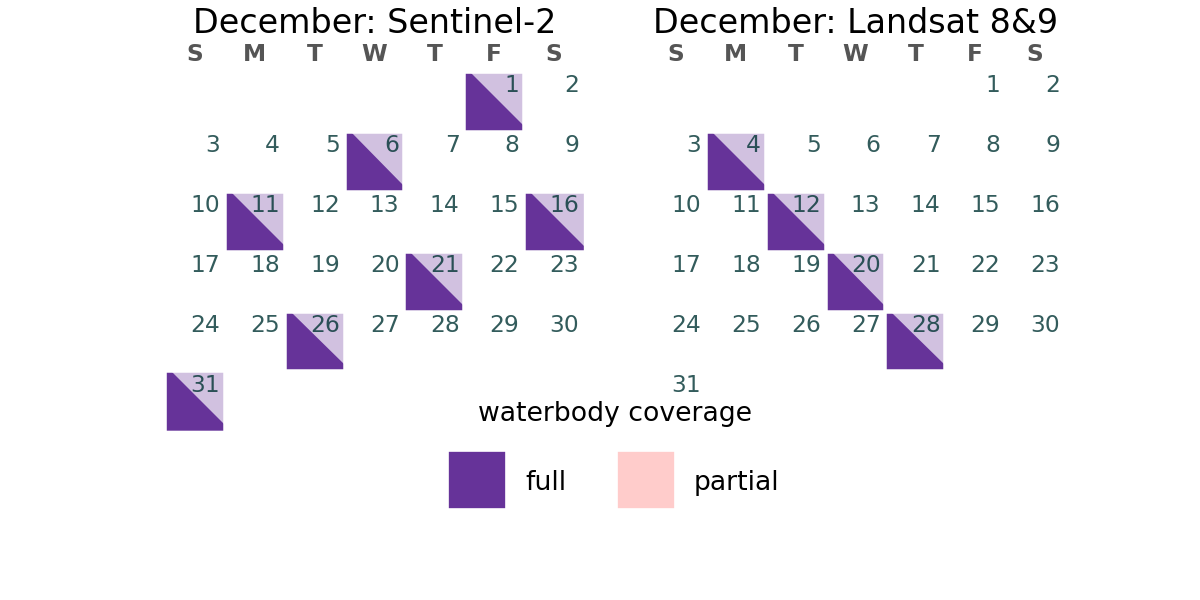 December: Sentinel-2
S M T W T F S
1 2
3 4 5 6 7 8 9
10 11 12 13 14 15 16
17 18 19 20 21 22 23
24 25 26 27 28 29 30
31
December: Landsat 8&9
S M T W T F S
1 2
3 4 5 6 7 8 9
10 11 12 13 14 15 16
17 18 19 20 21 22 23
24 25 26 27 28 29 30
31
waterbody coverage
full
partial